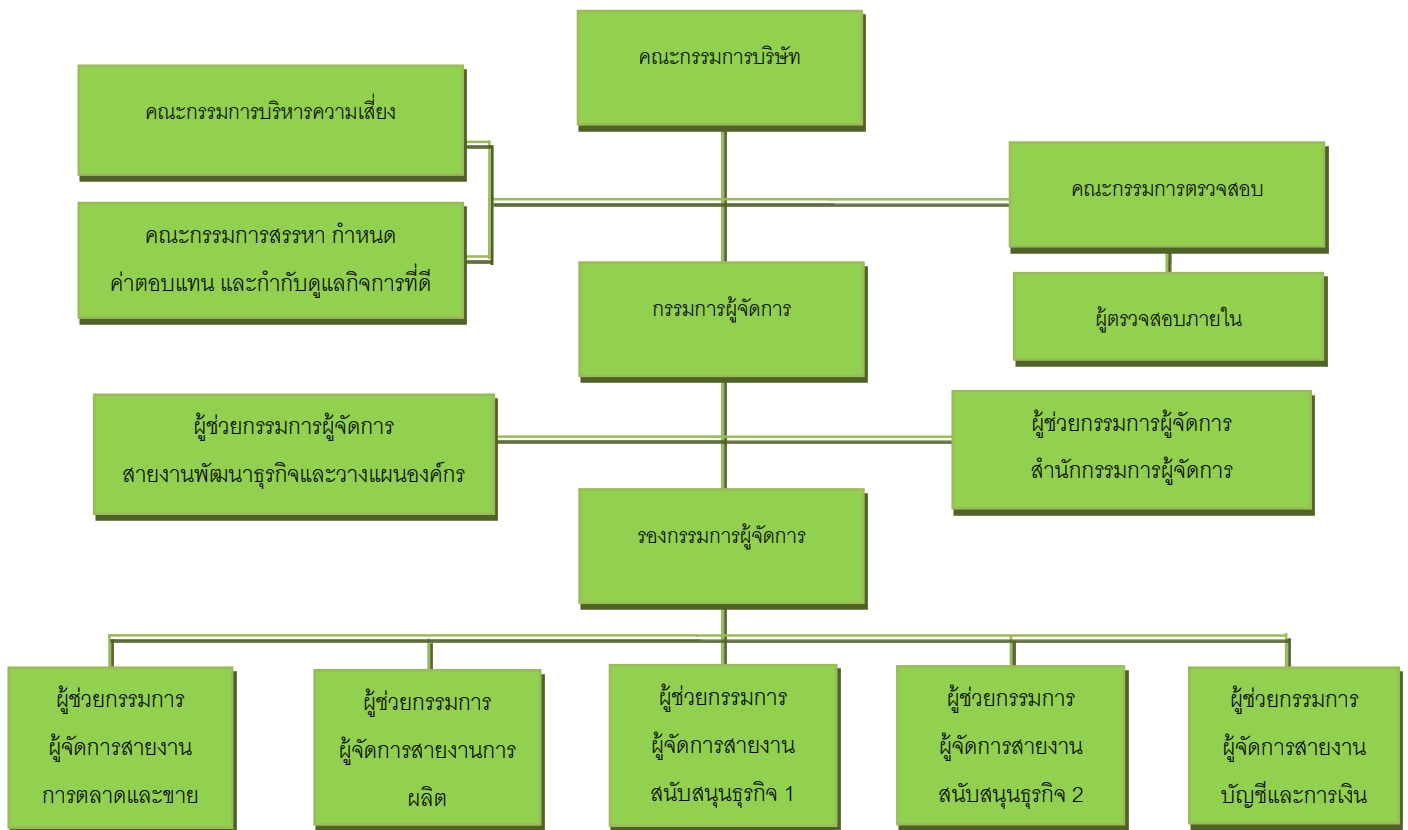 คณะกรรมการบริษัท
คณะกรรมการบริหารความเสี่ยง
คณะกรรมการตรวจสอบ
คณะกรรมการสรรหา กำหนด
ค่าตอบแทน และกำกับดูแลกิจการที่ดี
กรรมการผู้จัดการ
ผู้ตรวจสอบภายใน
ผู้ช่วยกรรมการผู้จัดการ
สายงานพัฒนาธุรกิจและวางแผนองค์กร
ผู้ช่วยกรรมการผู้จัดการ
สำนักกรรมการผู้จัดการ
รองกรรมการผู้จัดการ
ผู้ช่วยกรรมการ
ผู้จัดการสายงาน
การตลาดและขาย
ผู้ช่วยกรรมการ
ผู้จัดการสายงานการ
ผลิต
ผู้ช่วยกรรมการ
ผู้จัดการสายงาน
สนับสนุนธุรกิจ 1
ผู้ช่วยกรรมการ
ผู้จัดการสายงาน
สนับสนุนธุรกิจ 2
ผู้ช่วยกรรมการ
ผู้จัดการสายงาน
บัญชีและการเงิน